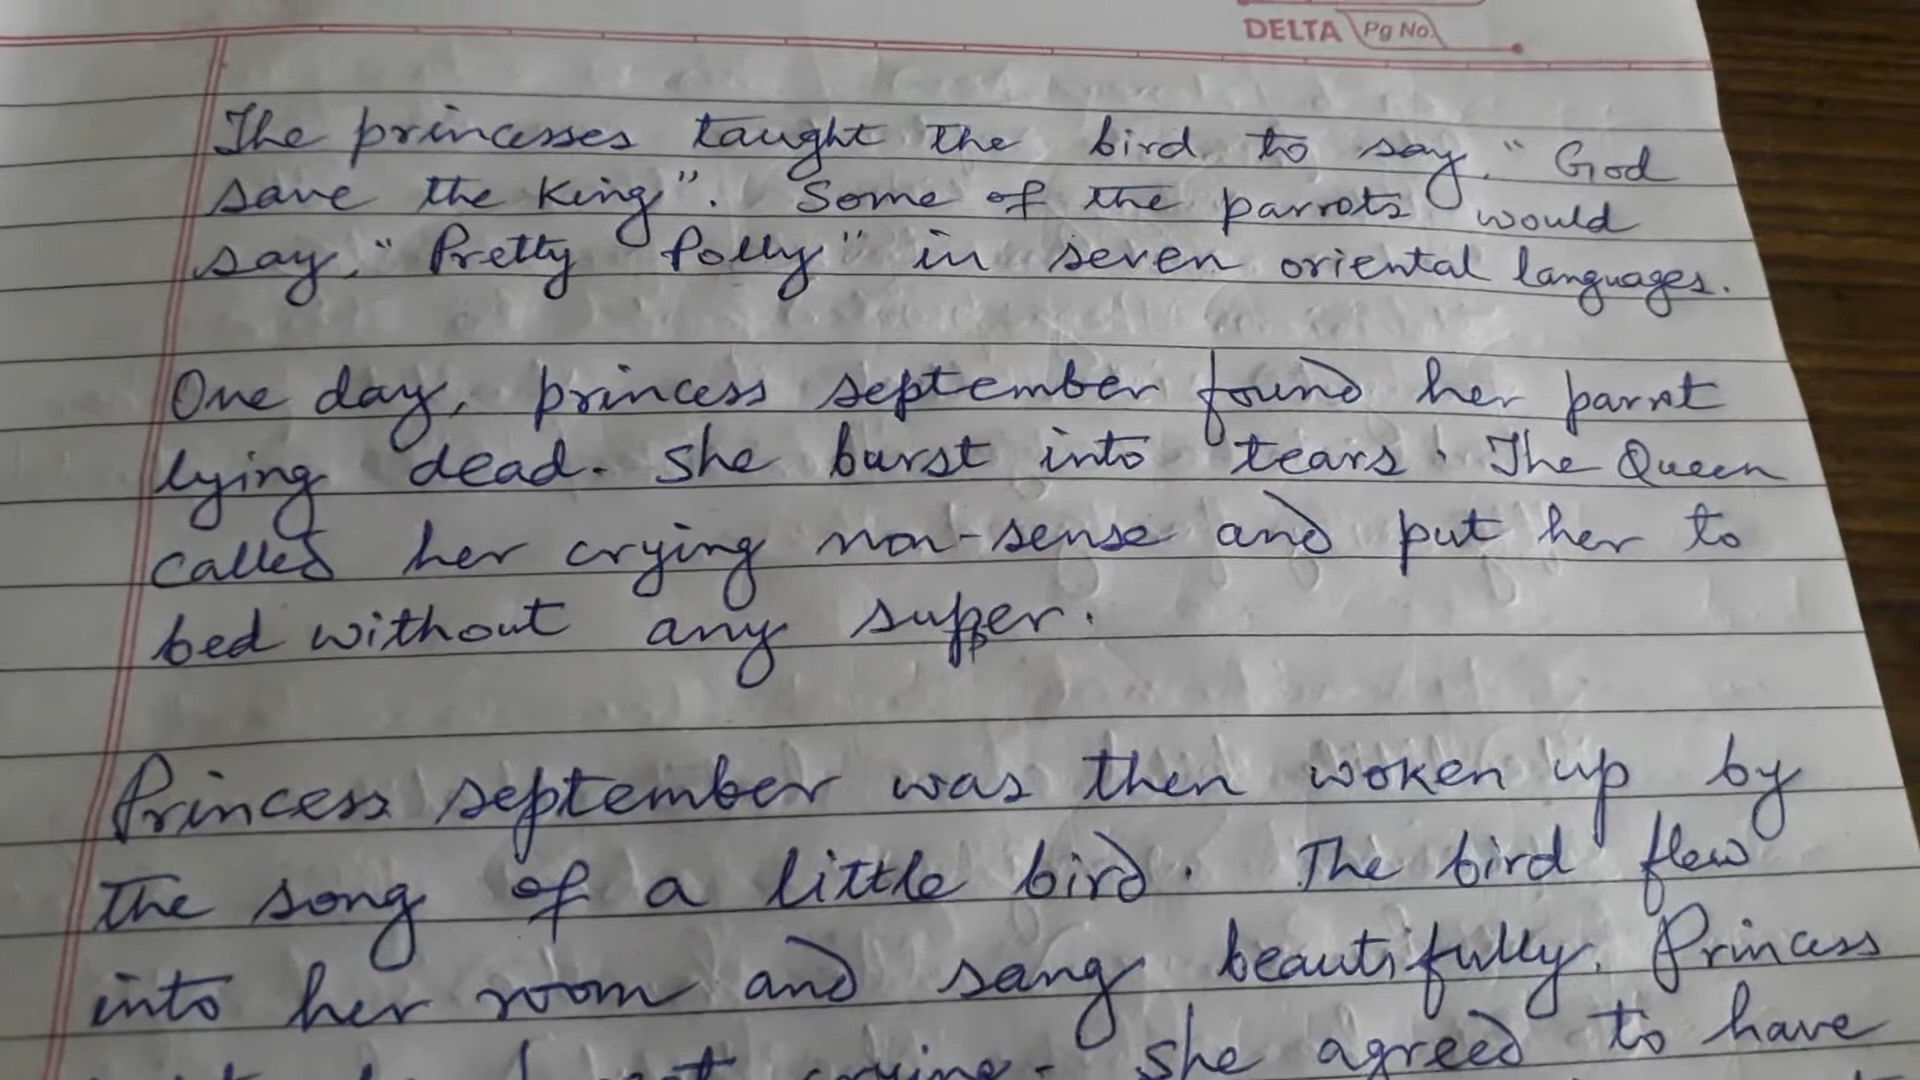 DELTA Pg No.
The princesses taught the bird to say, "God
save the King". Some of the parrots would
say, "Pretty Polly" in seven oriental languages.
One day, princess september found her parrot
lying dead. She burst into tears. The Queen
called her crying non-sense and put her to
bed without any supper.
Princess september was then woken up by
the song of a little bird. The bird flew
into her room and sang beautifully. Princess
crying. She agreed to have